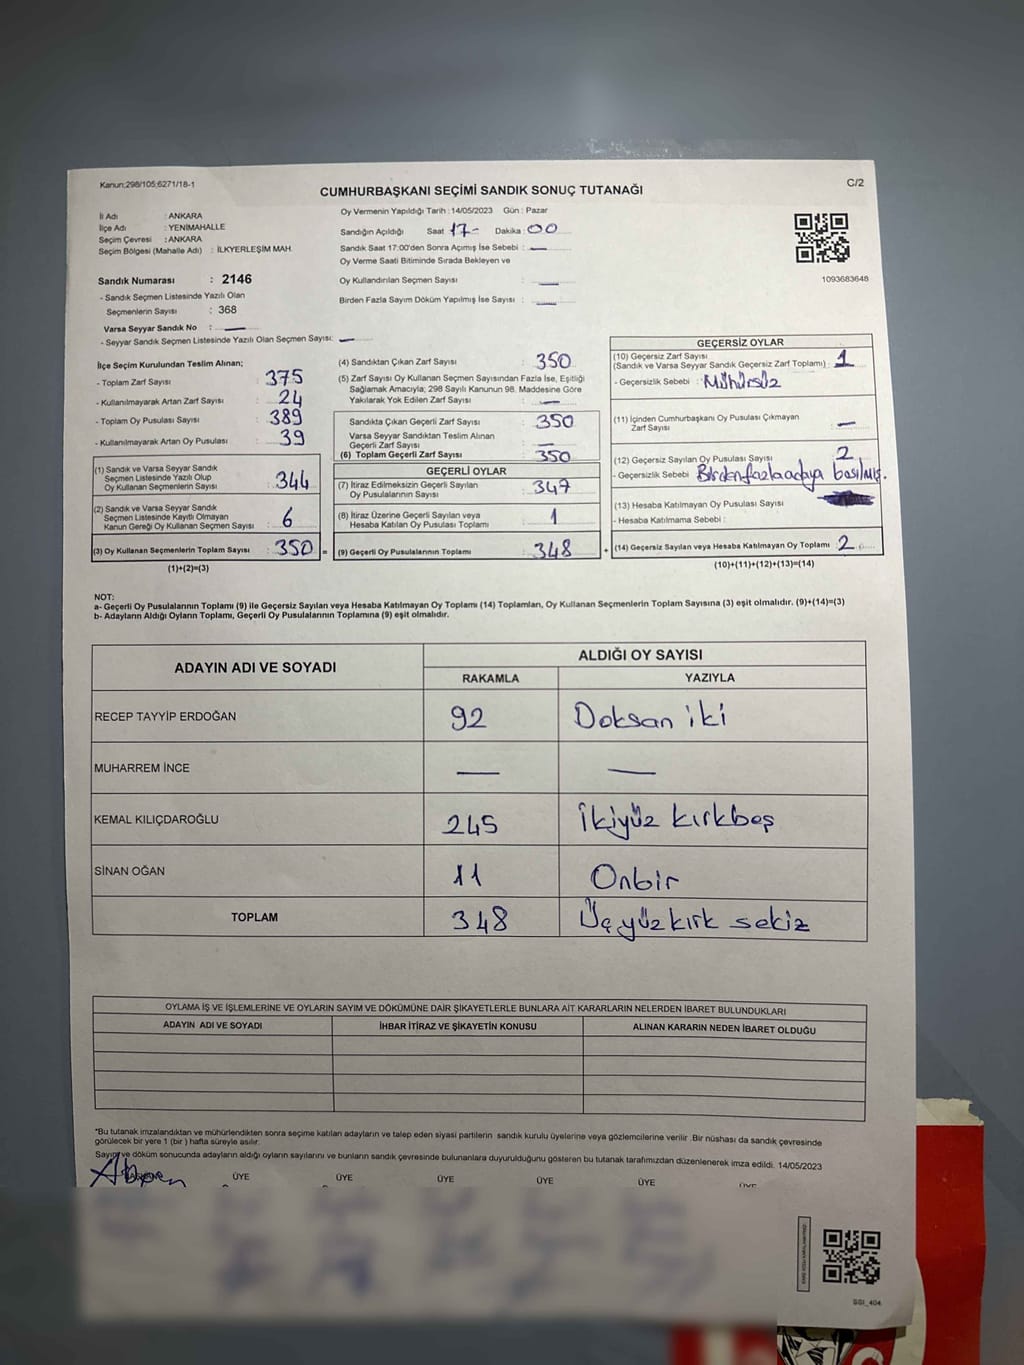 Kanun;298/105;6271/18-1
CUMHURBAŞKANI SEÇİMİ SANDIK SONUÇ TUTANAĞI
C/2
İl Adı : ANKARA
İlçe Adı : YENİMAHALLE
Seçim Çevresi : ANKARA
Seçim Bölgesi (Mahalle Adı) : İLKYERLEŞİM MAH.
Oy Vermenin Yapıldığı Tarih : 14/05/2023 Gün : Pazar
Sandığın Açıldığı Saat 17- Dakika : 00
Sandık Saat 17:00'den Sonra Açılmış İse Sebebi : —
Oy Verme Saati Bitiminde Sırada Bekleyen ve
Oy Kullandırılan Seçmen Sayısı : —
Birden Fazla Sayım Döküm Yapılmış İse Sayısı : —
1093683648
Sandık Numarası : 2146
- Sandık Seçmen Listesinde Yazılı Olan
Seçmenlerin Sayısı : 368
Varsa Seyyar Sandık No : —
- Seyyar Sandık Seçmen Listesinde Yazılı Olan Seçmen Sayısı: —
İlçe Seçim Kurulundan Teslim Alınan;
- Toplam Zarf Sayısı : 375
- Kullanılmayarak Artan Zarf Sayısı : 24
- Toplam Oy Pusulası Sayısı : 389
- Kullanılmayarak Artan Oy Pusulası : 39
(1) Sandık ve Varsa Seyyar Sandık
Seçmen Listesinde Yazılı Olup
Oy Kullanan Seçmenlerin Sayısı : 344
(2) Sandık ve Varsa Seyyar Sandık
Seçmen Listesinde Kayıtlı Olmayan
Kanun Gereği Oy Kullanan Seçmen Sayısı : 6
(3) Oy Kullanan Seçmenlerin Toplam Sayısı : 350 =
(1)+(2)=(3)
(4) Sandıktan Çıkan Zarf Sayısı : 350
(5) Zarf Sayısı Oy Kullanan Seçmen Sayısından Fazla İse, Eşitliği
Sağlamak Amacıyla; 298 Sayılı Kanunun 98. Maddesine Göre
Yakılarak Yok Edilen Zarf Sayısı : —
Sandıkta Çıkan Geçerli Zarf Sayısı : 350
Varsa Seyyar Sandıktan Teslim Alınan
Geçerli Zarf Sayısı : —
(6) Toplam Geçerli Zarf Sayısı : 350
GEÇERLİ OYLAR
(7) İtiraz Edilmeksizin Geçerli Sayılan
Oy Pusulalarının Sayısı : 347
(8) İtiraz Üzerine Geçerli Sayılan veya
Hesaba Katılan Oy Pusulası Toplamı : 1
(9) Geçerli Oy Pusulalarının Toplamı : 348 +
GEÇERSİZ OYLAR
(10) Geçersiz Zarf Sayısı
(Sandık ve Varsa Seyyar Sandık Geçersiz Zarf Toplamı) : 1
- Geçersizlik Sebebi : Mühürsüz
(11) İçinden Cumhurbaşkanı Oy Pusulası Çıkmayan
Zarf Sayısı : —
(12) Geçersiz Sayılan Oy Pusulası Sayısı : 2
- Geçersizlik Sebebi : Birden fazla adaya basılmış.
(13) Hesaba Katılmayan Oy Pusulası Sayısı :
- Hesaba Katılmama Sebebi :
(14) Geçersiz Sayılan veya Hesaba Katılmayan Oy Toplamı : 2
(10)+(11)+(12)+(13)=(14)
NOT:
a- Geçerli Oy Pusulalarının Toplamı (9) ile Geçersiz Sayılan veya Hesaba Katılmayan Oy Toplamı (14) Toplamları, Oy Kullanan Seçmenlerin Toplam Sayısına (3) eşit olmalıdır. (9)+(14)=(3)
b- Adayların Aldığı Oyların Toplamı, Geçerli Oy Pusulalarının Toplamına (9) eşit olmalıdır.
ADAYIN ADI VE SOYADI ALDIĞI OY SAYISI
RAKAMLA YAZIYLA
RECEP TAYYİP ERDOĞAN 92 Doksan iki
MUHARREM İNCE — —
KEMAL KILIÇDAROĞLU 245 İkiyüz kırkbeş
SİNAN OĞAN 11 Onbir
TOPLAM 348 Üçyüzkırk sekiz
OYLAMA İŞ VE İŞLEMLERİNE VE OYLARIN SAYIM VE DÖKÜMÜNE DAİR ŞİKAYETLERLE BUNLARA AİT KARARLARIN NELERDEN İBARET BULUNDUKLARI
ADAYIN ADI VE SOYADI İHBAR İTİRAZ VE ŞİKAYETİN KONUSU ALINAN KARARIN NEDEN İBARET OLDUĞU
*Bu tutanak imzalandıktan ve mühürlendikten sonra seçime katılan adayların ve talep eden siyasi partilerin sandık kurulu üyelerine veya gözlemcilerine verilir .Bir nüshası da sandık çevresinde
görülecek bir yere 1 (bir ) hafta süreyle asılır.
Sayım ve döküm sonucunda adayların aldığı oyların sayılarını ve bunların sandık çevresinde bulunanlara duyurulduğunu gösteren bu tutanak tarafımızdan düzenlenerek imza edildi. 14/05/2023
ÜYE ÜYE ÜYE ÜYE ÜYE ÜYE
SSI_404